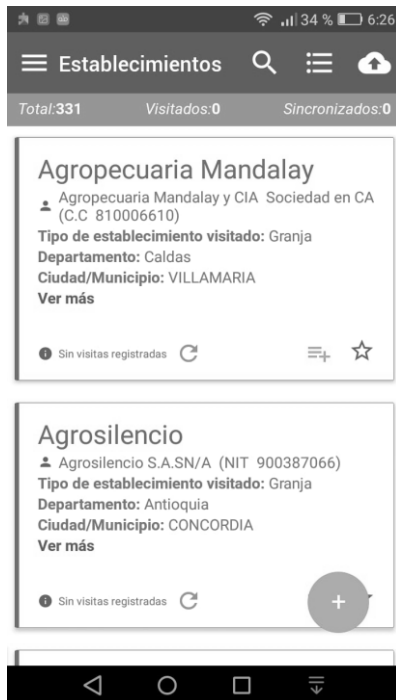 34 % 6:26
Establecimientos
Total:331 Visitados:0 Sincronizados:0
Agropecuaria Mandalay
Agropecuaria Mandalay y CIA Sociedad en CA
(C.C 810006610)
Tipo de establecimiento visitado: Granja
Departamento: Caldas
Ciudad/Municipio: VILLAMARIA
Ver más
Sin visitas registradas
Agrosilencio
Agrosilencio S.A.SN/A (NIT 900387066)
Tipo de establecimiento visitado: Granja
Departamento: Antioquia
Ciudad/Municipio: CONCORDIA
Ver más
Sin visitas registradas